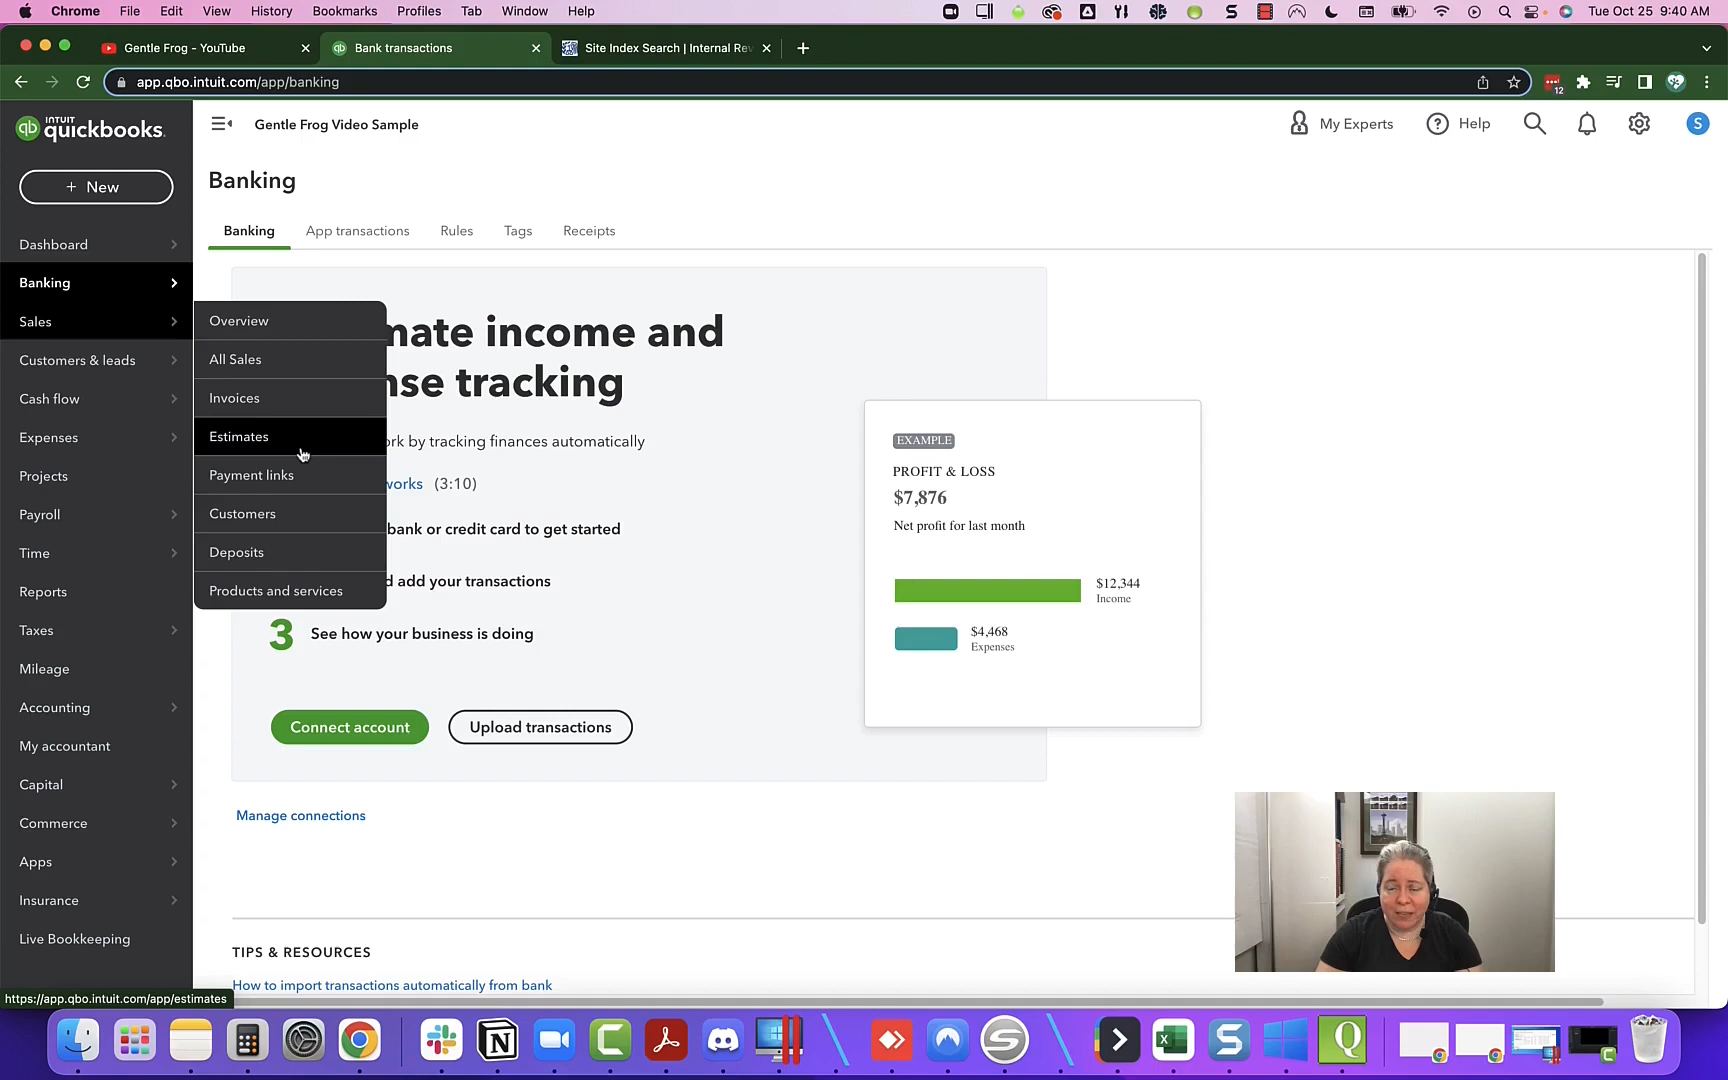 Chrome File Edit View History Bookmarks Profiles Tab Window Help Tue Oct 25 9:40 AM
Gentle Frog - YouTube Bank transactions Site Index Search | Internal Rev
app.qbo.intuit.com/app/banking
12
INTUIT
quickbooks.
Gentle Frog Video Sample My Experts Help S
+ New
Banking
Banking App transactions Rules Tags Receipts
Dashboard
Banking
Sales
Customers & leads
Cash flow
Expenses
Projects
Payroll
Time
Reports
Taxes
Mileage
Accounting
My accountant
Capital
Commerce
Apps
Insurance
Live Bookkeeping
Overview
All Sales
Invoices
Estimates
Payment links
Customers
Deposits
Products and services
mate income and
nse tracking
rk by tracking finances automatically
works (3:10)
bank or credit card to get started
d add your transactions
3 See how your business is doing
Connect account Upload transactions
Manage connections
EXAMPLE
PROFIT & LOSS
$7,876
Net profit for last month
$12,344
Income
$4,468
Expenses
TIPS & RESOURCES
How to import transactions automatically from bank
https://app.qbo.intuit.com/app/estimates